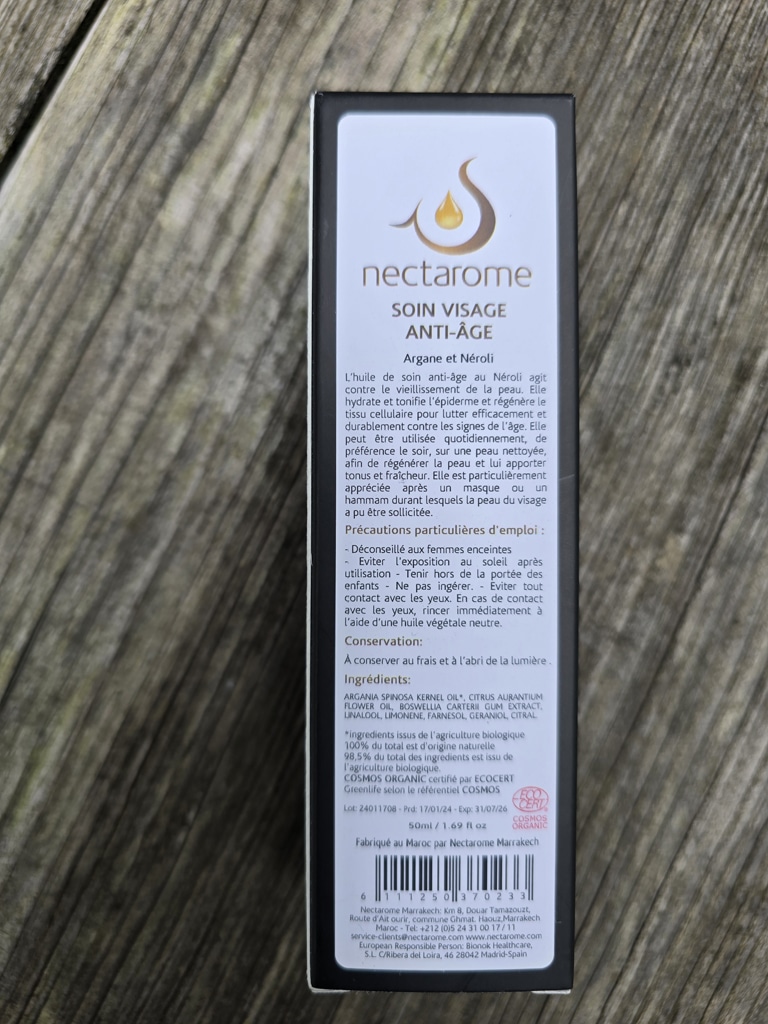 nectarome
SOIN VISAGE
ANTI-ÂGE
Argane et Néroli
L'huile de soin anti-âge au Néroli agit
contre le vieillissement de la peau. Elle
hydrate et tonifie l'épiderme et régénère le
tissu cellulaire pour lutter efficacement et
durablement contre les signes de l'âge. Elle
peut être utilisée quotidiennement, de
préférence le soir, sur une peau nettoyée,
afin de régénérer la peau et lui apporter
tonus et fraîcheur. Elle est particulièrement
appréciée après un masque ou un
hammam durant lesquels la peau du visage
a pu être sollicitée.
Précautions particulières d'emploi :
- Déconseillé aux femmes enceintes
- Eviter l'exposition au soleil après
utilisation - Tenir hors de la portée des
enfants - Ne pas ingérer. - Eviter tout
contact avec les yeux. En cas de contact
avec les yeux, rincer immédiatement à
l'aide d'une huile végétale neutre.
Conservation:
À conserver au frais et à l'abri de la lumière.
Ingrédients:
ARGANIA SPINOSA KERNEL OIL*, CITRUS AURANTIUM
FLOWER OIL, BOSWELLIA CARTERII GUM EXTRACT,
LINALOOL, LIMONENE, FARNESOL, GERANIOL, CITRAL
*ingredients issus de l'agriculture biologique
100% du total est d'origine naturelle
98,5% du total des ingredients est issu de
l'agriculture biologique.
COSMOS ORGANIC certifié par ECOCERT
Greenlife selon le référentiel COSMOS
ECO
CERT
COSMOS
ORGANIC
Lot: 24011708 - Prd: 17/01/24 - Exp: 31/07/26
50ml / 1.69 fl oz
Fabriqué au Maroc par Nectarome Marrakech
6 111250 370233
Nectarome Marrakech: Km 8, Douar Tamazouzt,
Route d'Ait ourir, commune Ghmat. Haouz,Marrakech
Maroc - Tel: +212 (0)5 24 31 00 17 / 11
service-clients@nectarome.com www.nectarome.com
European Responsible Person: Bionok Healthcare,
S.L. C/Ribera del Loira, 46 28042 Madrid-Spain